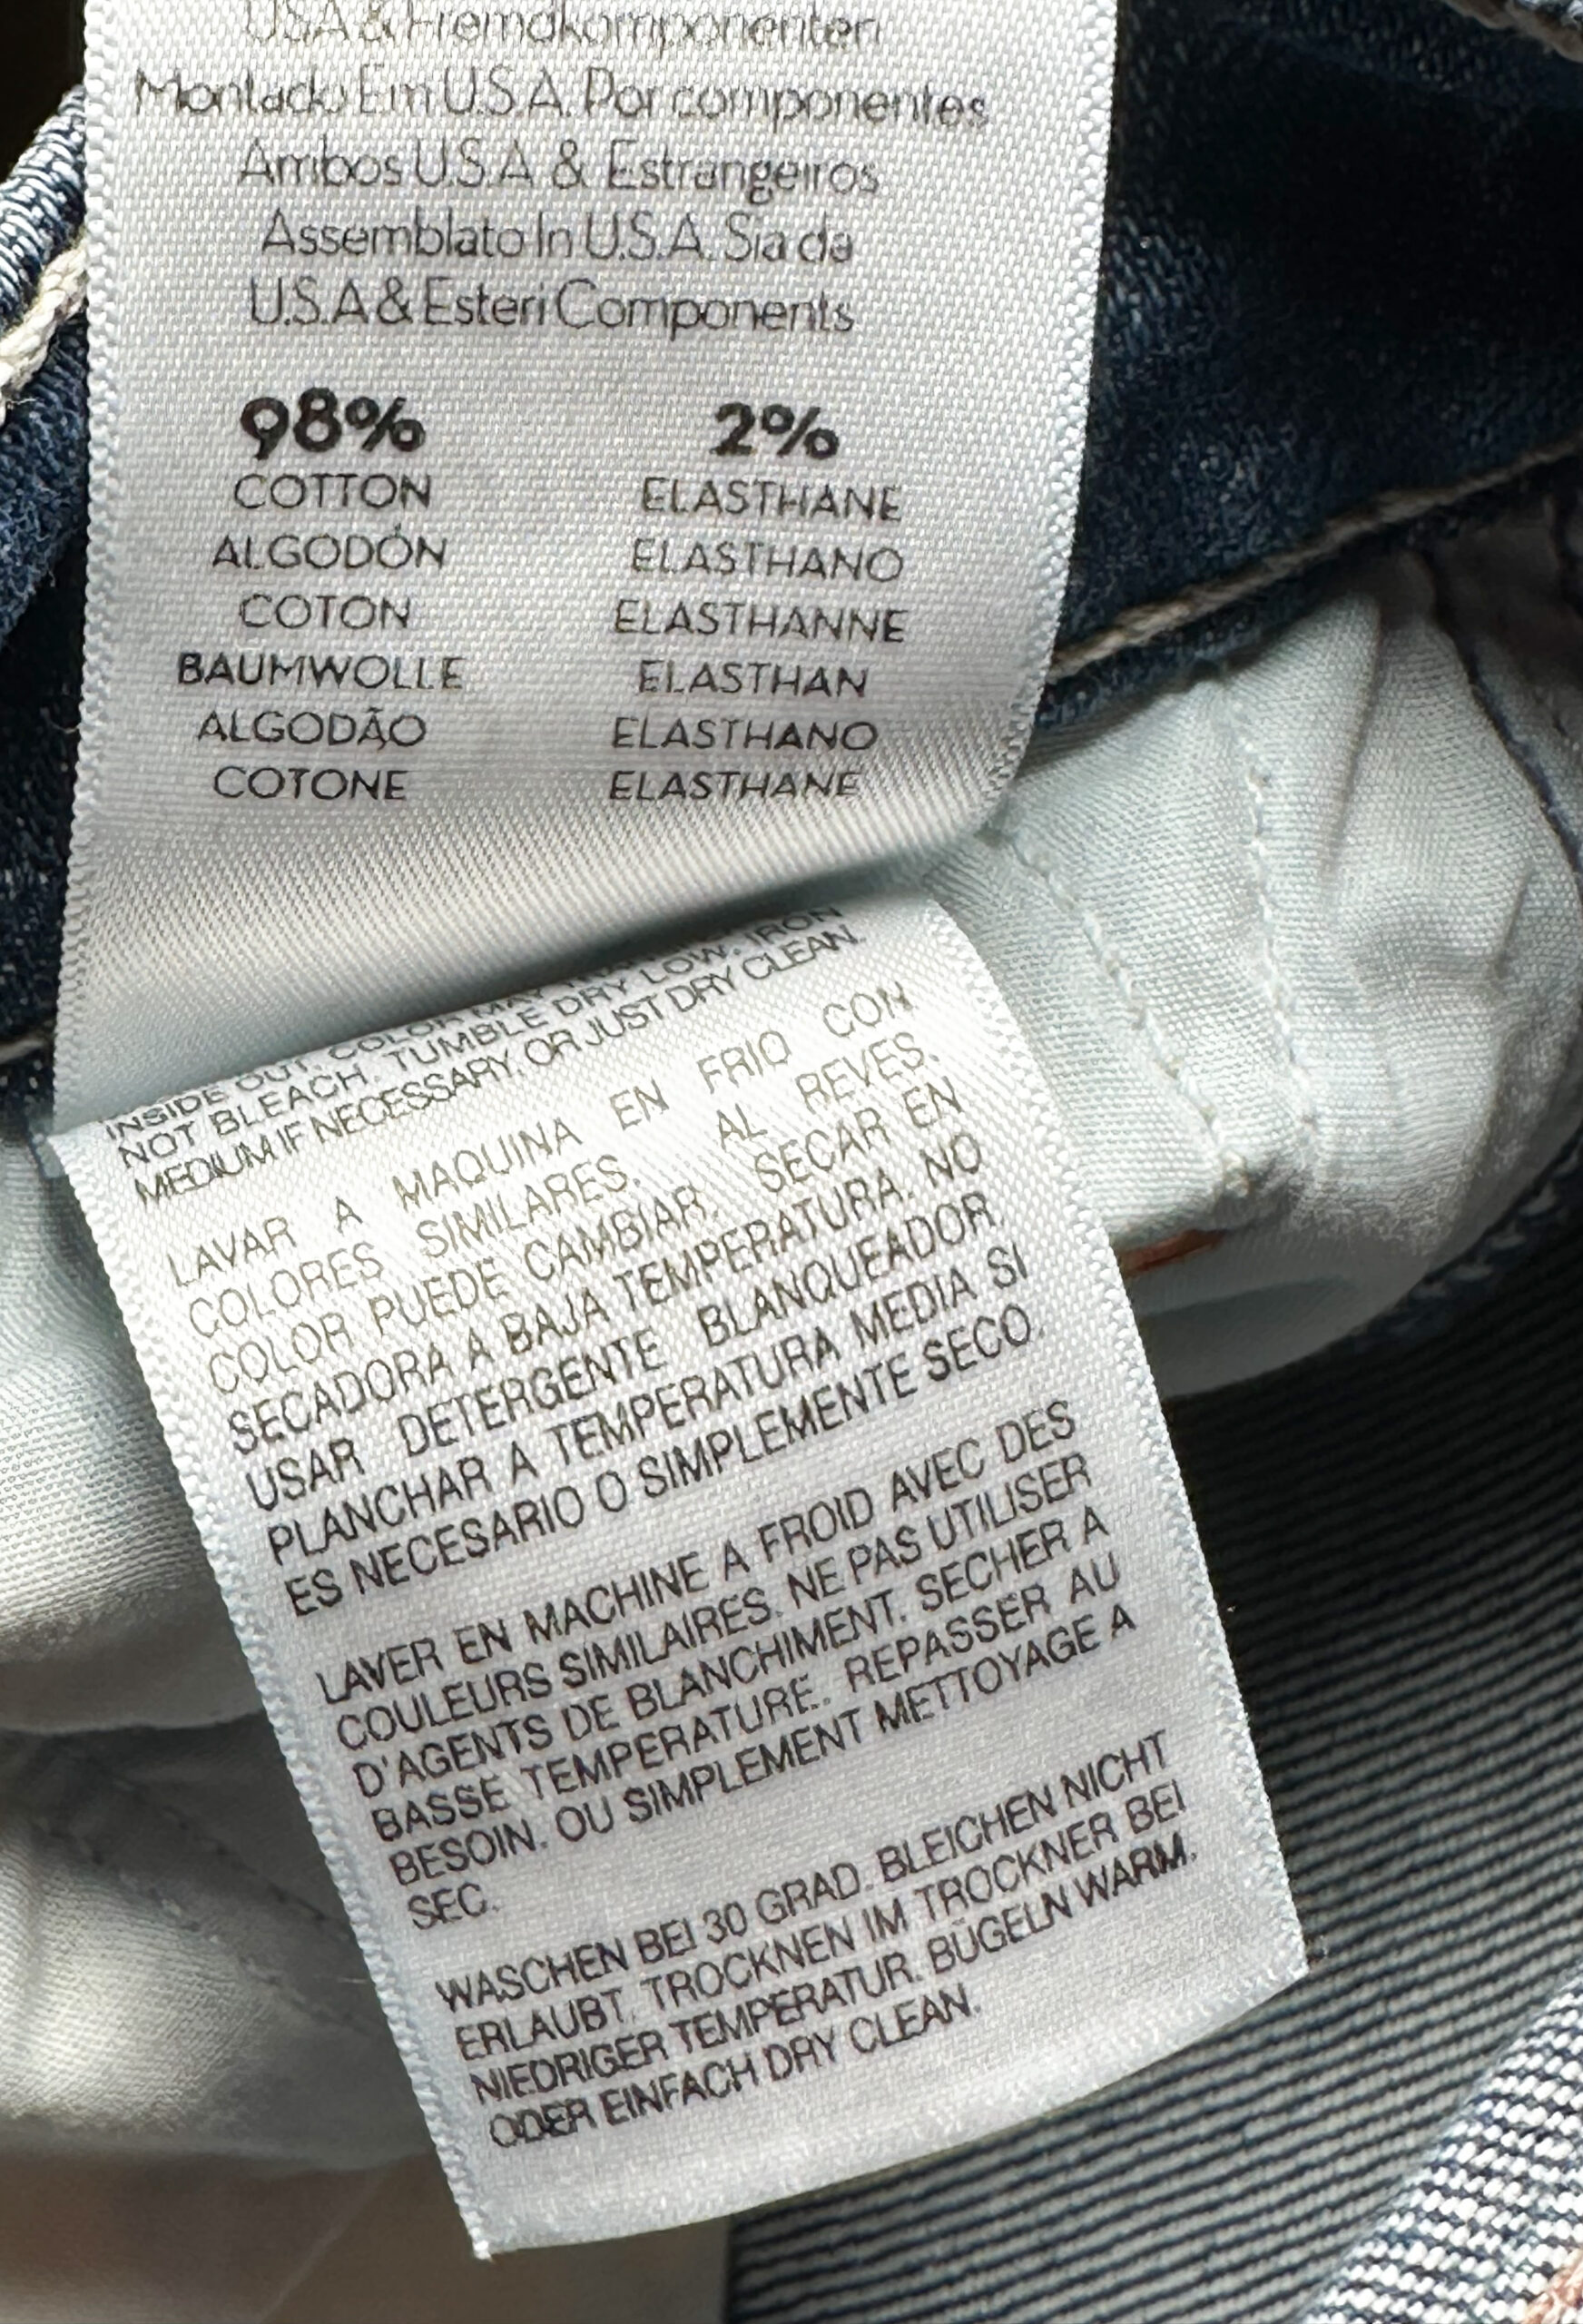 USA & Fremdkomponenten
Montado Em U.S.A. Por componentes
Ambos U.S.A & Estrangeiros
Assemblato In U.S.A. Sia da
U.S.A & Esteri Components
98% 2%
COTTON ELASTHANE
ALGODÓN ELASTHANO
COTON ELASTHANNE
BAUMWOLLE ELASTHAN
ALGODÃO ELASTHANO
COTONE ELASTHANE
INSIDE OUT. COLOR MAY
NOT BLEACH. TUMBLE DRY LOW. IRON
MEDIUM IF NECESSARY, OR JUST DRY CLEAN.
LAVAR A MAQUINA EN FRIO CON
COLORES SIMILARES. AL REVES.
COLOR PUEDE CAMBIAR. SECAR EN
SECADORA A BAJA TEMPERATURA. NO
USAR DETERGENTE BLANQUEADOR.
PLANCHAR A TEMPERATURA MEDIA SI
ES NECESARIO O SIMPLEMENTE SECO.
LAVER EN MACHINE A FROID AVEC DES
COULEURS SIMILAIRES. NE PAS UTILISER
D'AGENTS DE BLANCHIMENT. SECHER A
BASSE TEMPERATURE.. REPASSER AU
BESOIN. OU SIMPLEMENT METTOYAGE A
SEC.
WASCHEN BEI 30 GRAD. BLEICHEN NICHT
ERLAUBT. TROCKNEN IM TROCKNER BEI
NIEDRIGER TEMPERATUR. BÜGELN WARM.
ODER EINFACH DRY CLEAN.